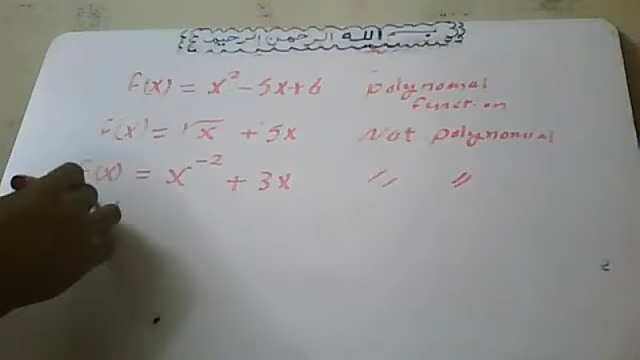 بسم الله الرحمن الرحيم
f(x) = x² - 5x + 6 polynomial function
f(x) = √x + 5x Not polynomial
f(x) = x⁻² + 3x // //